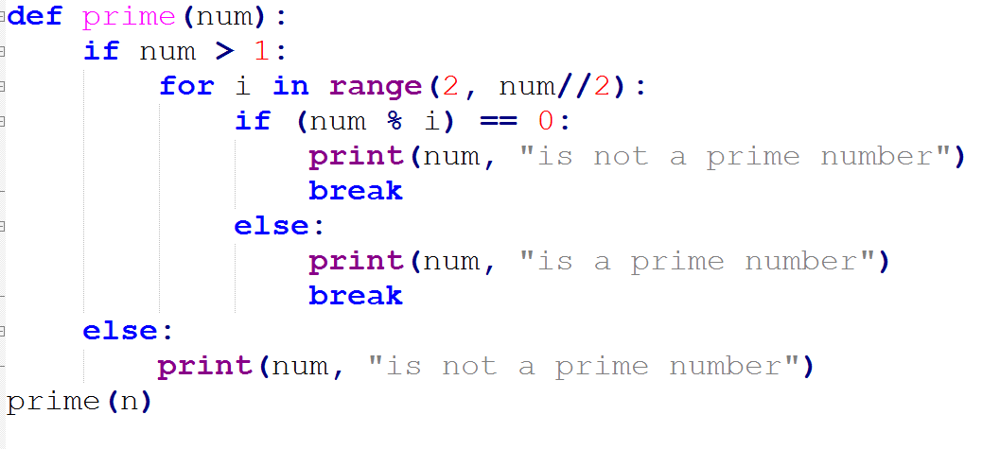 def prime(num):
    if num > 1:
        for i in range(2, num//2):
            if (num % i) == 0:
                print(num, "is not a prime number")
                break
            else:
                print(num, "is a prime number")
                break
    else:
        print(num, "is not a prime number")
prime(n)